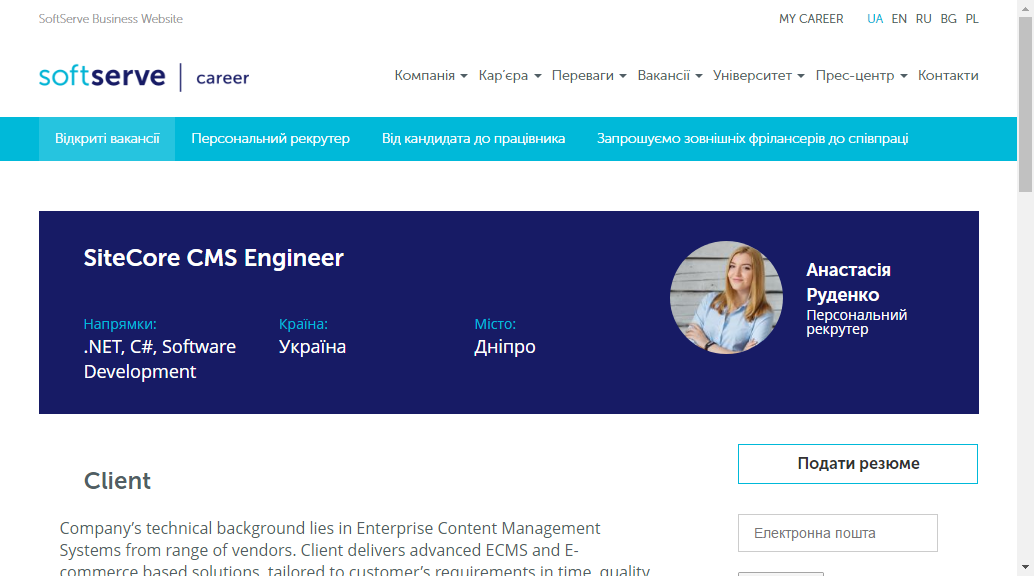 SoftServe Business Website
MY CAREER UA EN RU BG PL
softserve | career
Компанія Кар'єра Переваги Вакансії Університет Прес-центр Контакти
Відкриті вакансії Персональний рекрутер Від кандидата до працівника Запрошуємо зовнішніх фрілансерів до співпраці
SiteCore CMS Engineer
Напрямки: Країна: Місто:
.NET, C#, Software Україна Дніпро
Development
Анастасія
Руденко
Персональний
рекрутер
Подати резюме
Електронна пошта
Client
Company’s technical background lies in Enterprise Content Management
Systems from range of vendors. Client delivers advanced ECMS and E-
commerce based solutions, tailored to customer’s requirements in time, quality